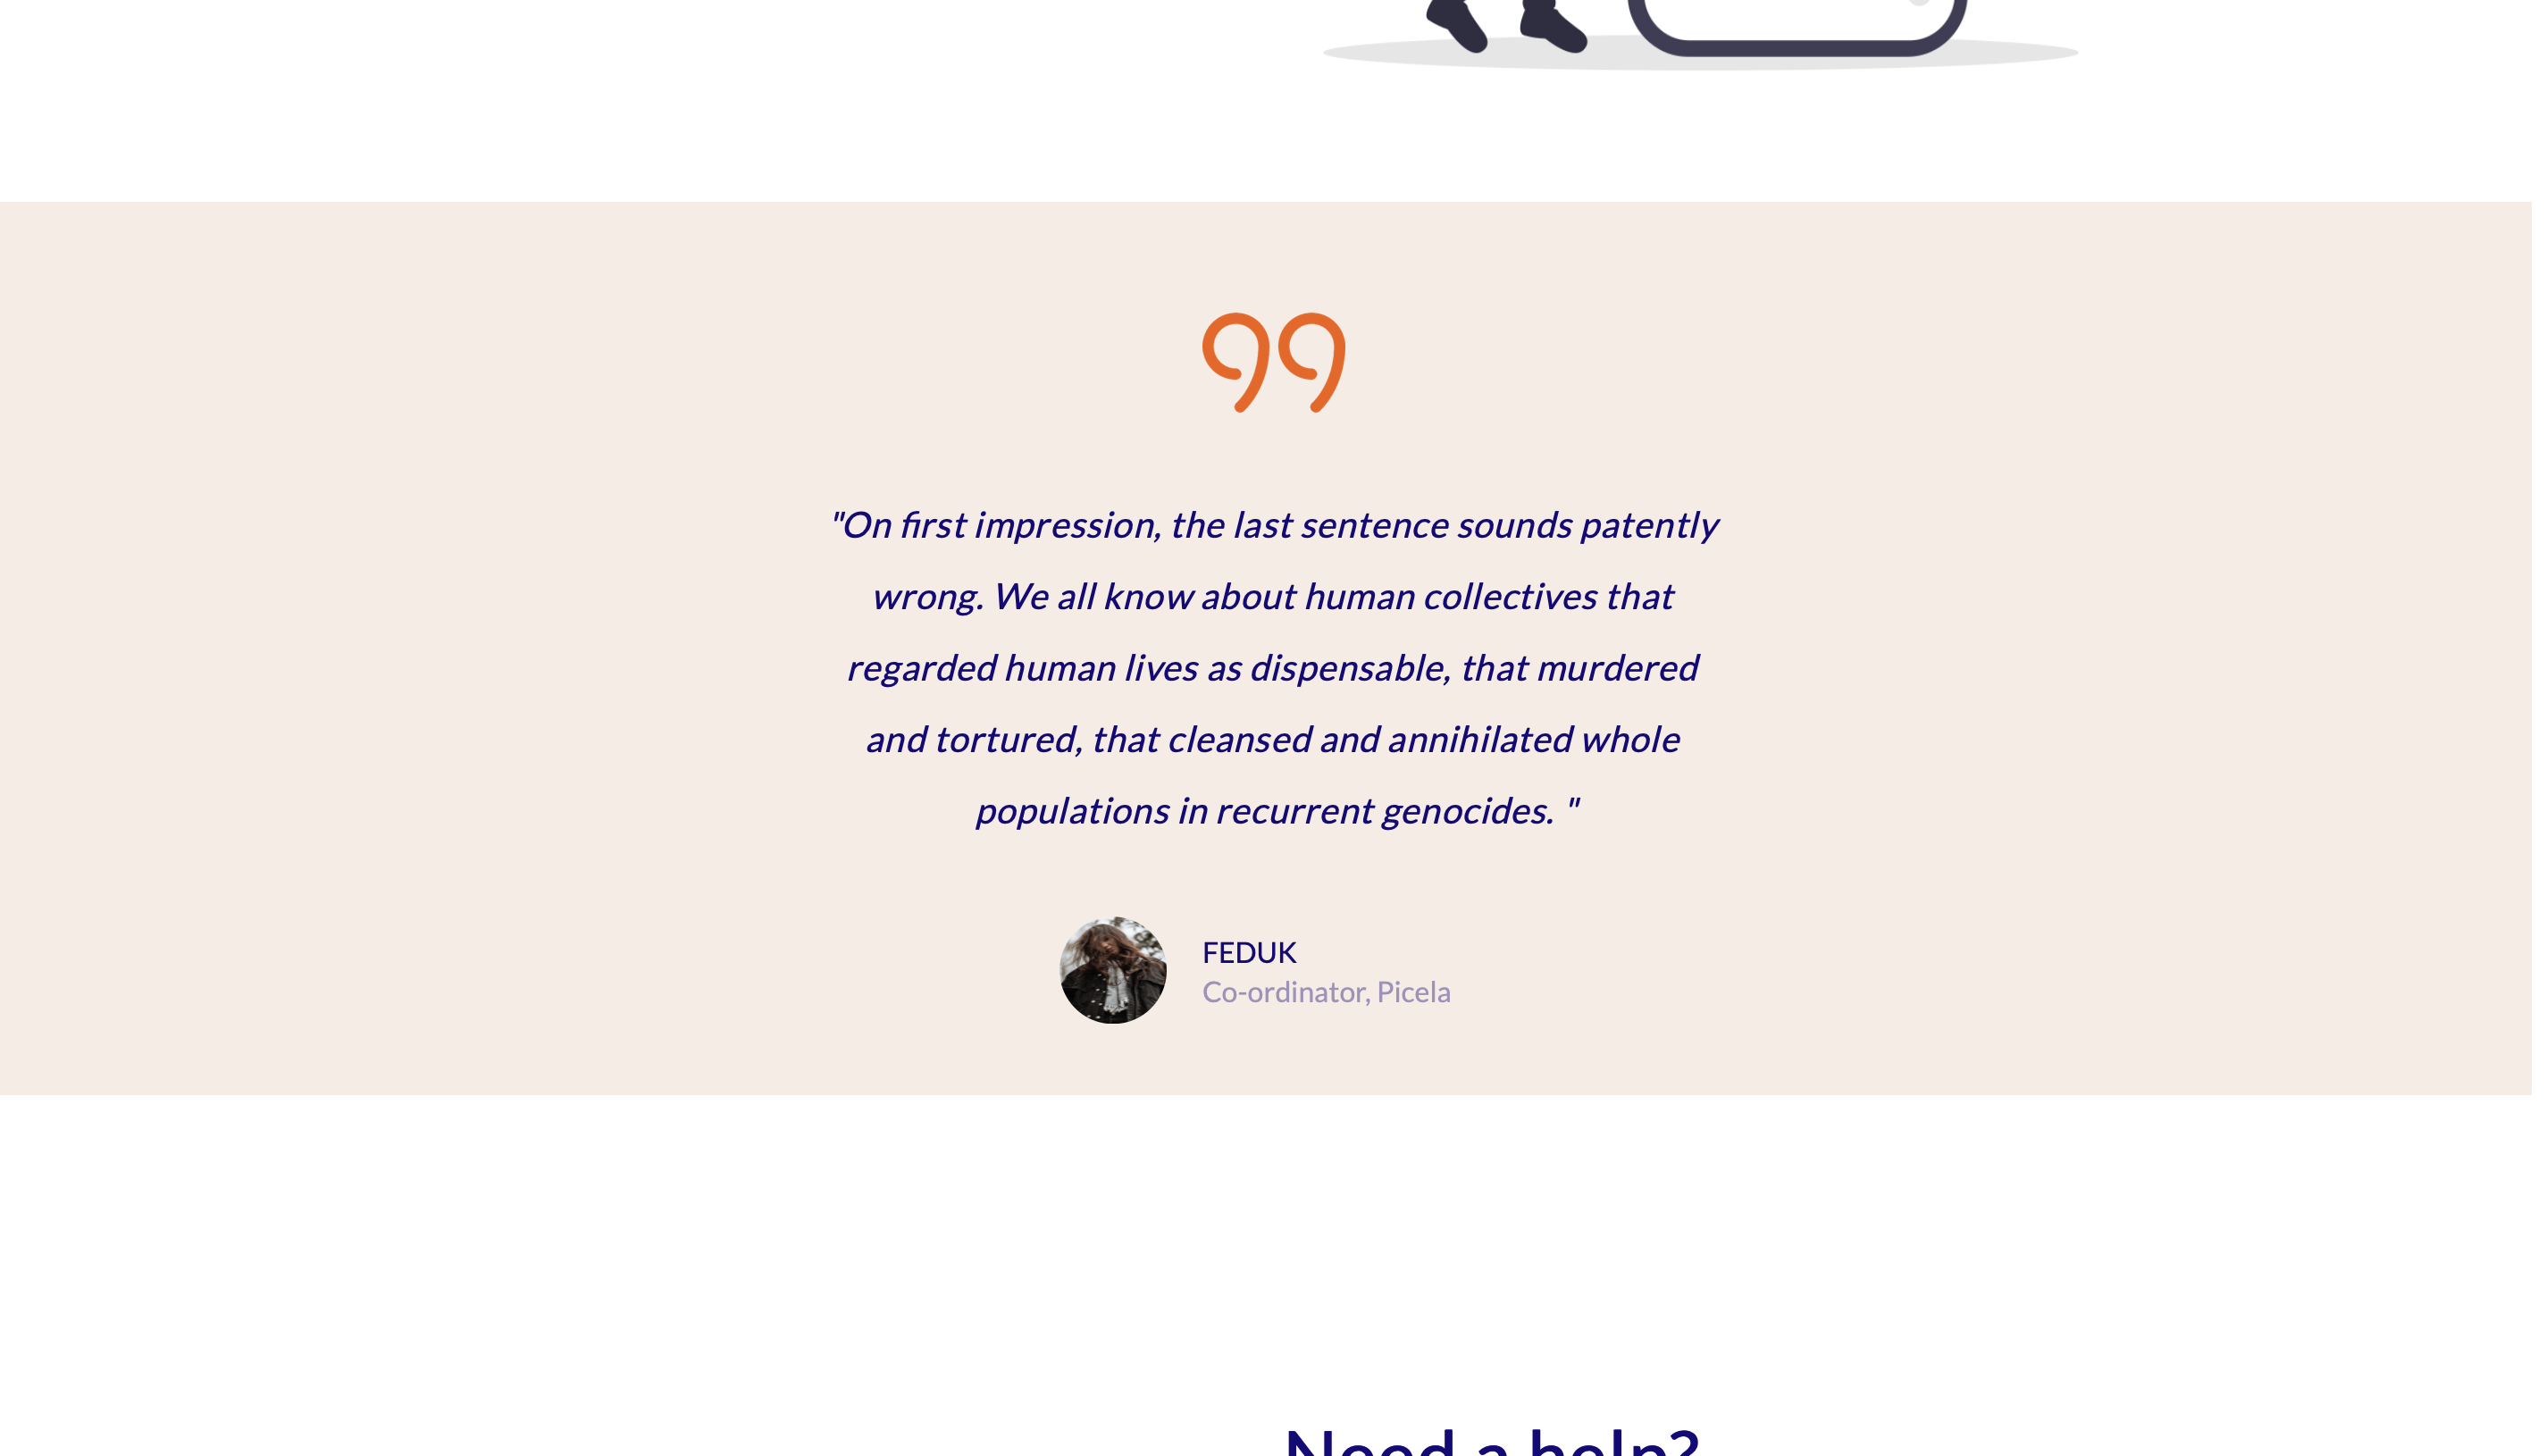 "On first impression, the last sentence sounds patently
wrong. We all know about human collectives that
regarded human lives as dispensable, that murdered
and tortured, that cleansed and annihilated whole
populations in recurrent genocides. "
FEDUK
Co-ordinator, Picela
Need a help?